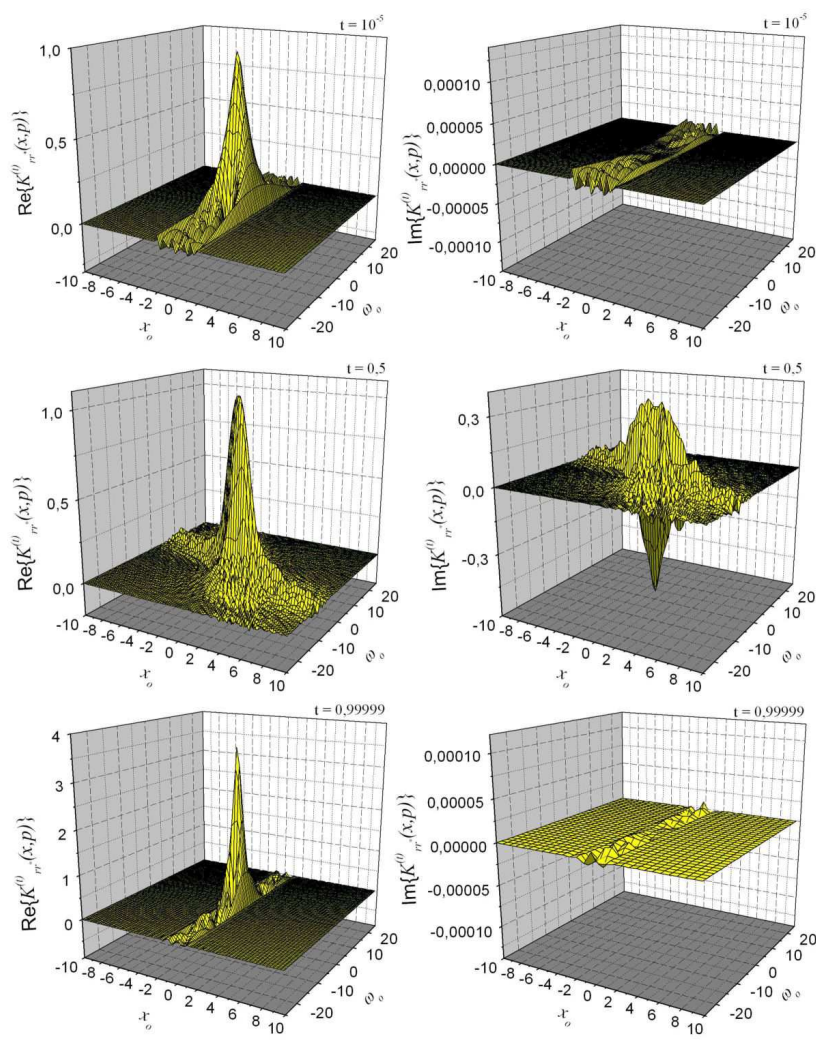 t = 10⁻⁵
1,0
0,5
0,0
Re{K⁽ᵗ⁾rr'(x,p)}
-10 -8 -6 -4 -2 0 2 4 6 8 10
xₒ
-20 -10 0 10 20
ωₒ
t = 10⁻⁵
0,00010
0,00005
0,00000
-0,00005
-0,00010
Im{K⁽ᵗ⁾rr'(x,p)}
-10 -8 -6 -4 -2 0 2 4 6 8 10
xₒ
-20 -10 0 10 20
ωₒ
t = 0,5
1,0
0,5
0,0
Re{K⁽ᵗ⁾rr'(x,p)}
-10 -8 -6 -4 -2 0 2 4 6 8 10
xₒ
-20 -10 0 10 20
ωₒ
t = 0,5
0,3
0,0
-0,3
Im{K⁽ᵗ⁾rr'(x,p)}
-10 -8 -6 -4 -2 0 2 4 6 8 10
xₒ
-20 -10 0 10 20
ωₒ
t = 0,99999
4
3
2
1
0
Re{K⁽ᵗ⁾rr'(x,p)}
-10 -8 -6 -4 -2 0 2 4 6 8 10
xₒ
-20 -10 0 10 20
ωₒ
t = 0,99999
0,00010
0,00005
0,00000
-0,00005
-0,00010
Im{K⁽ᵗ⁾rr'(x,p)}
-10 -8 -6 -4 -2 0 2 4 6 8 10
xₒ
-20 -10 0 10 20
ωₒ